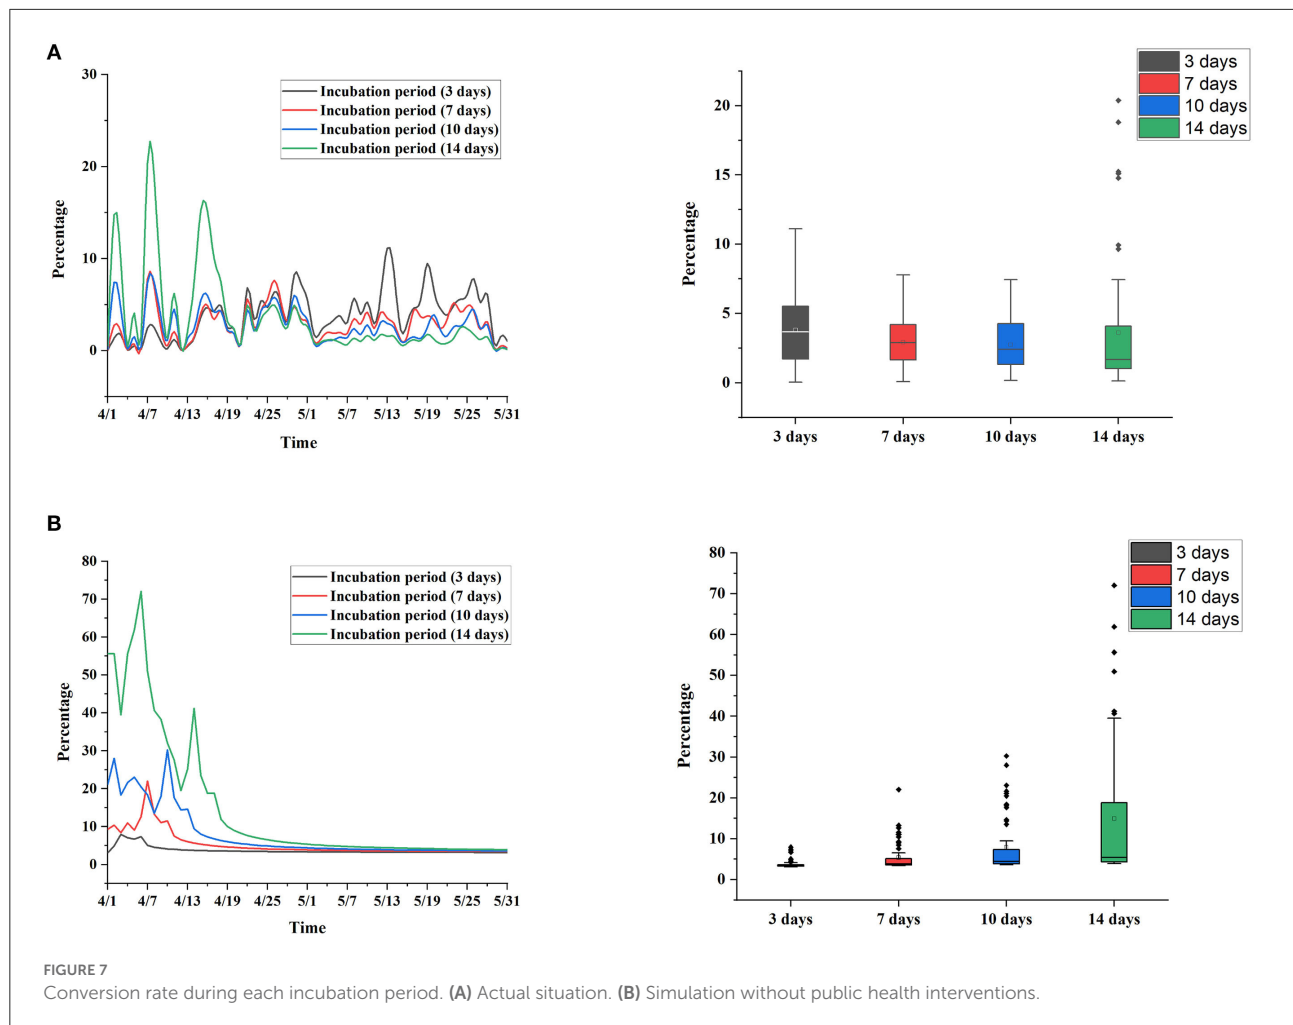 A
30
20
10
0
Percentage
Incubation period (3 days)
Incubation period (7 days)
Incubation period (10 days)
Incubation period (14 days)
4/1 4/7 4/13 4/19 4/25 5/1 5/7 5/13 5/19 5/25 5/31
Time
3 days
7 days
10 days
14 days
20
15
10
5
0
Percentage
3 days 7 days 10 days 14 days
B
80
70
60
50
40
30
20
10
0
Percentage
Incubation period (3 days)
Incubation period (7 days)
Incubation period (10 days)
Incubation period (14 days)
4/1 4/7 4/13 4/19 4/25 5/1 5/7 5/13 5/19 5/25 5/31
Time
3 days
7 days
10 days
14 days
80
70
60
50
40
30
20
10
0
Percentage
3 days 7 days 10 days 14 days
FIGURE 7
Conversion rate during each incubation period. (A) Actual situation. (B) Simulation without public health interventions.